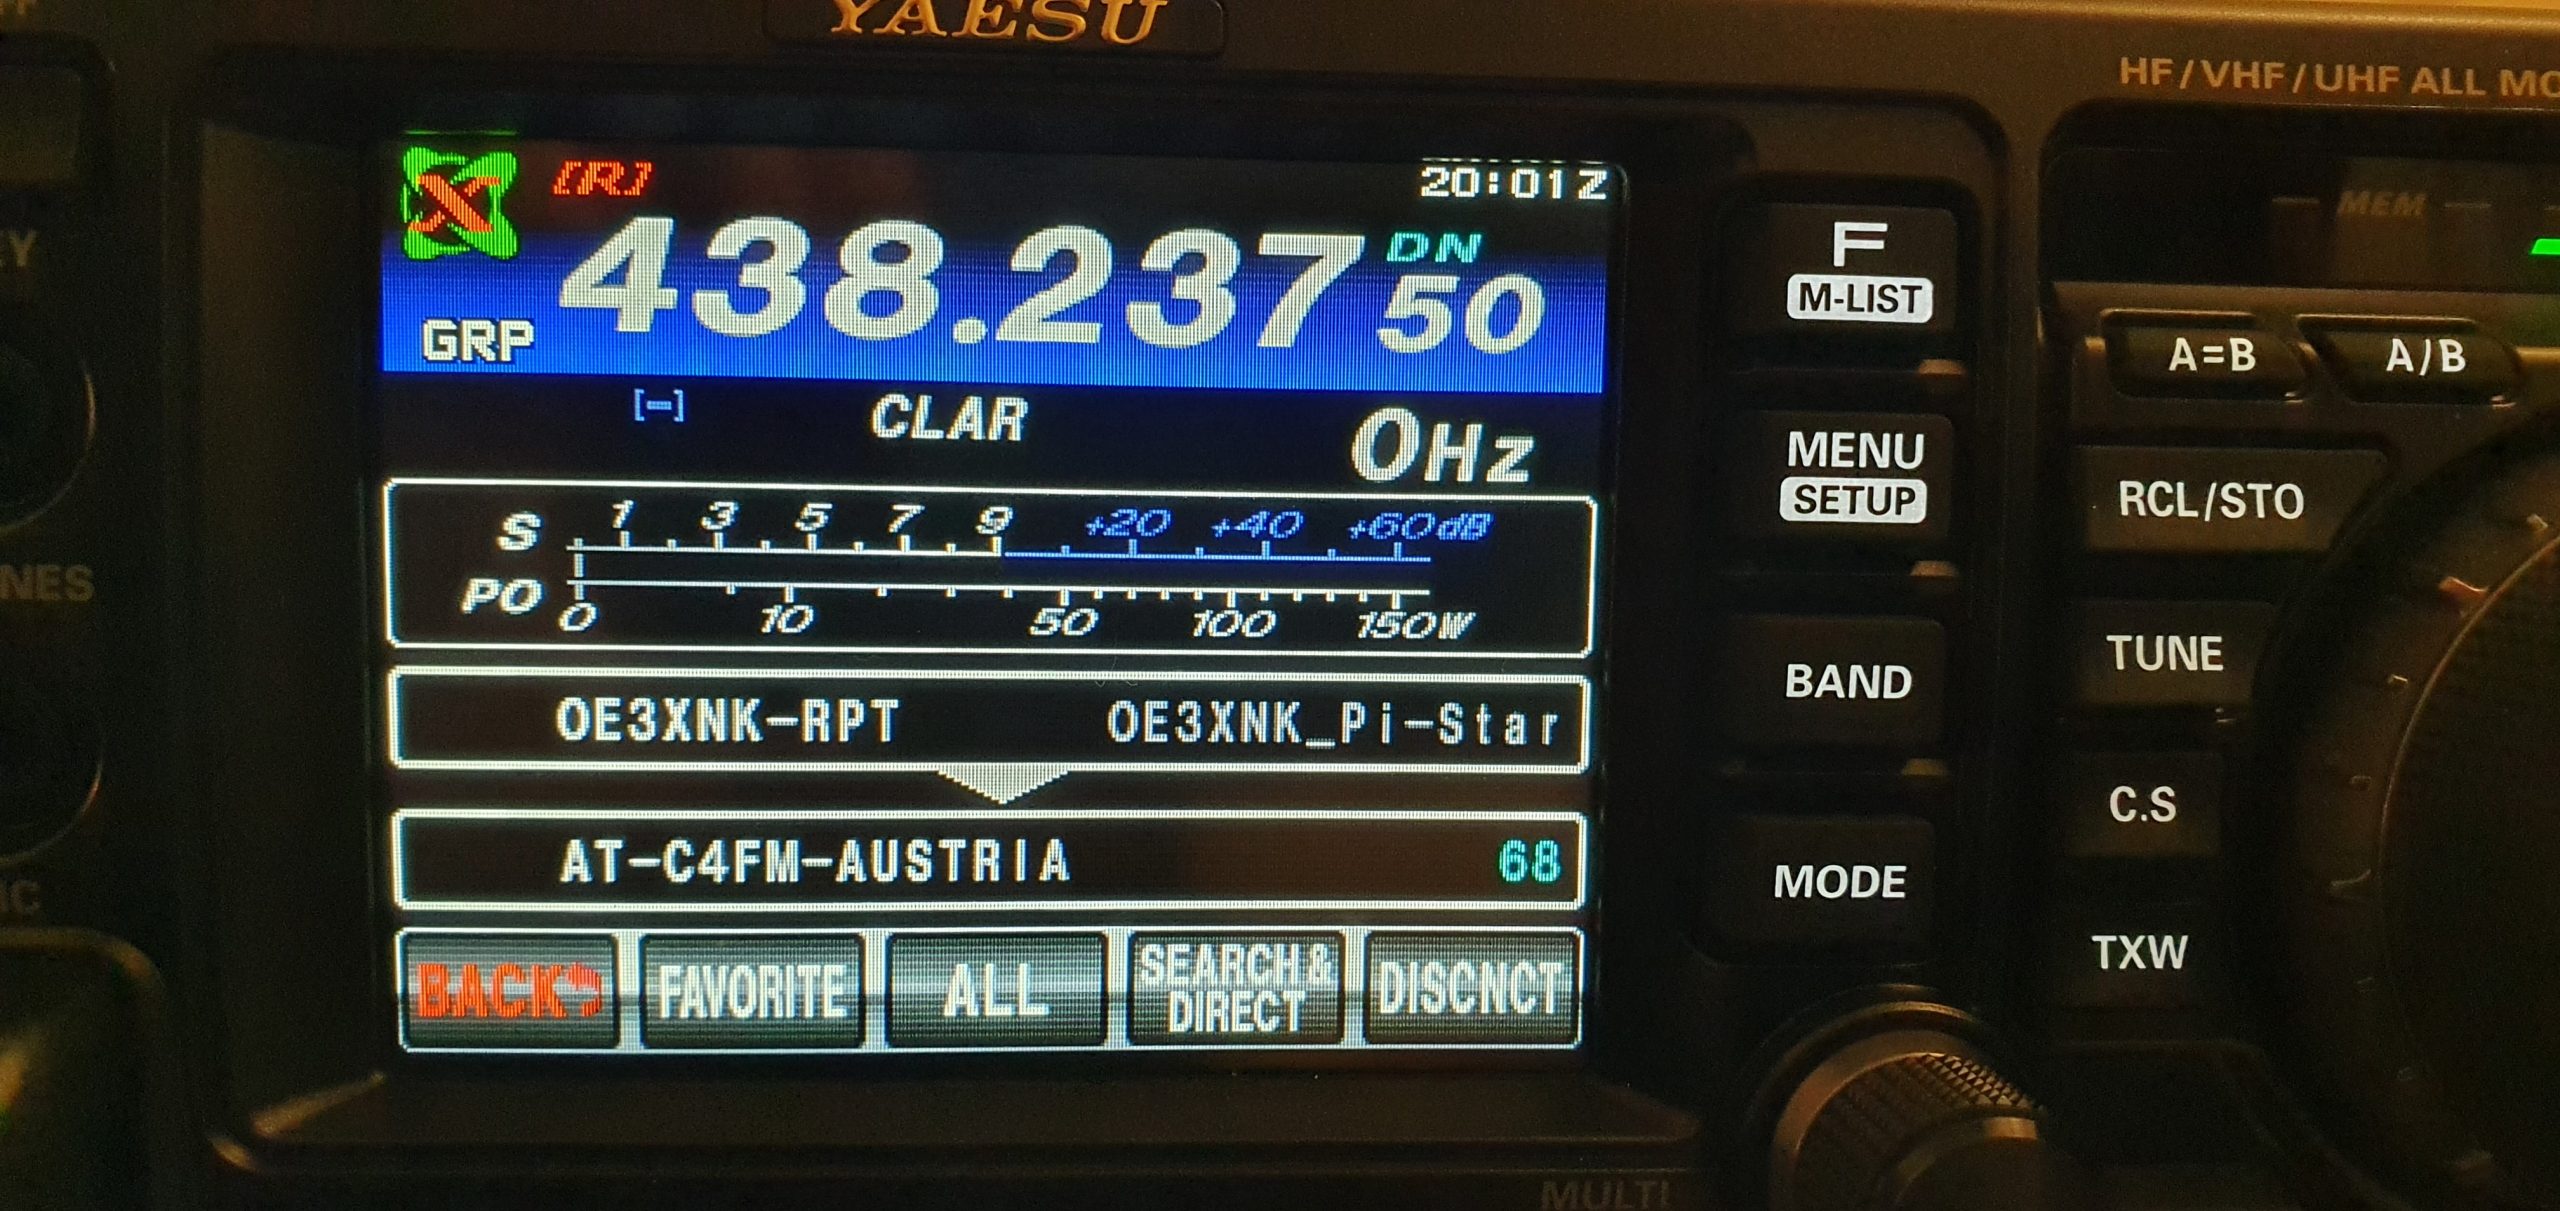 YAESU
HF/VHF/UHF ALL
[R] 20:01Z
438.237 50 DN
GRP
[-] CLAR 0Hz
S 1 3 5 7 9 +20 +40 +60dB
PO 0 10 50 100 150W
OE3XNK-RPT OE3XNK_Pi-Star
AT-C4FM-AUSTRIA 68
BACK FAVORITE ALL SEARCH & DIRECT DISCNCT
F
M-LIST
MENU
SETUP
BAND
MODE
MULTI
MEM
A=B A/B
RCL/STO
TUNE
C.S
TXW